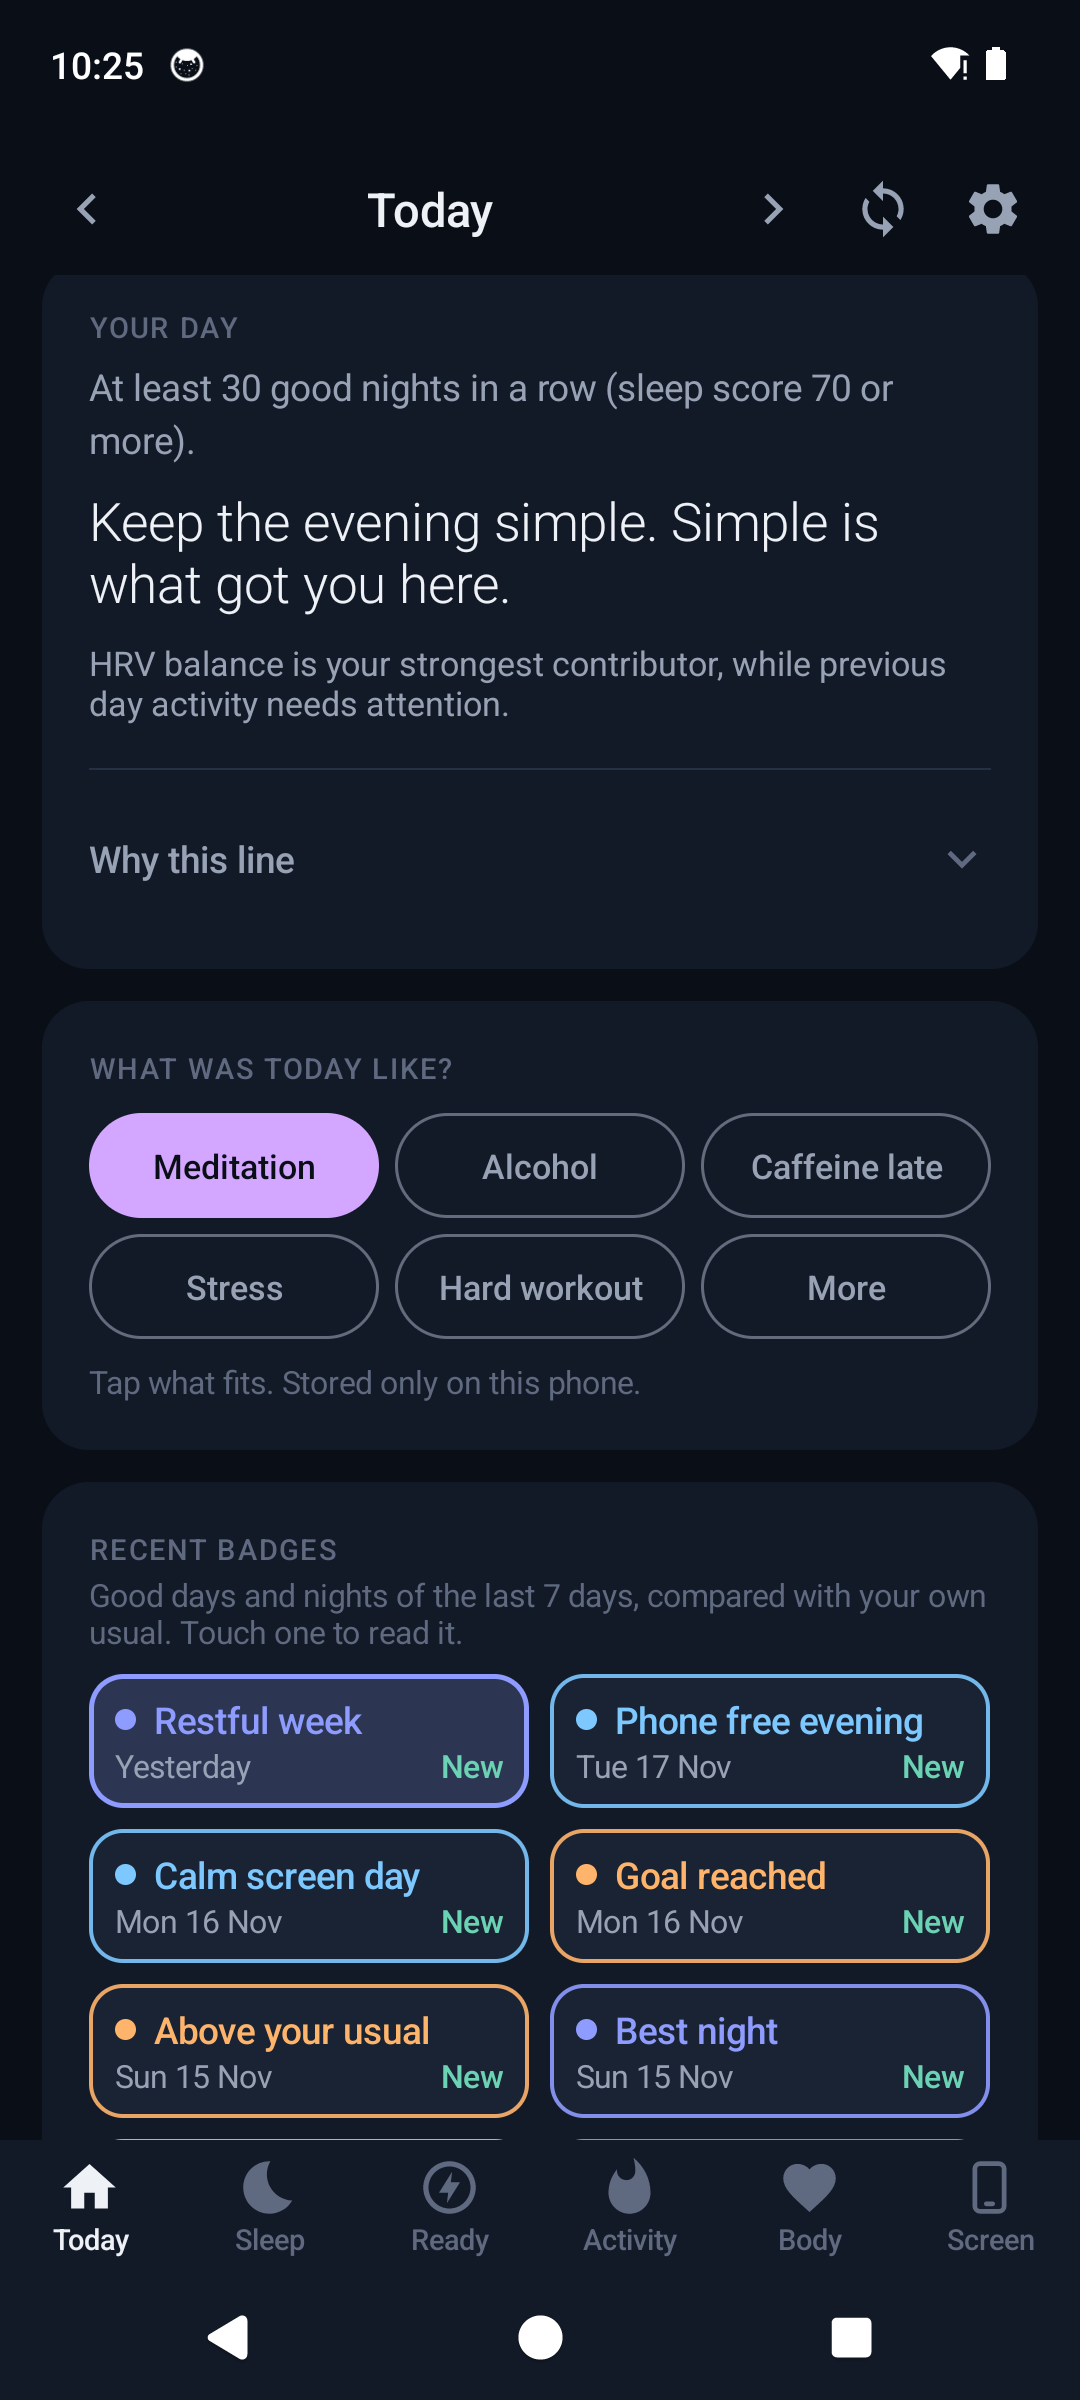 10:25
Today
YOUR DAY
At least 30 good nights in a row (sleep score 70 or
more).
Keep the evening simple. Simple is
what got you here.
HRV balance is your strongest contributor, while previous
day activity needs attention.
Why this line
WHAT WAS TODAY LIKE?
Meditation
Alcohol
Caffeine late
Stress
Hard workout
More
Tap what fits. Stored only on this phone.
RECENT BADGES
Good days and nights of the last 7 days, compared with your own
usual. Touch one to read it.
Restful week
Yesterday New
Phone free evening
Tue 17 Nov New
Calm screen day
Mon 16 Nov New
Goal reached
Mon 16 Nov New
Above your usual
Sun 15 Nov New
Best night
Sun 15 Nov New
Today
Sleep
Ready
Activity
Body
Screen